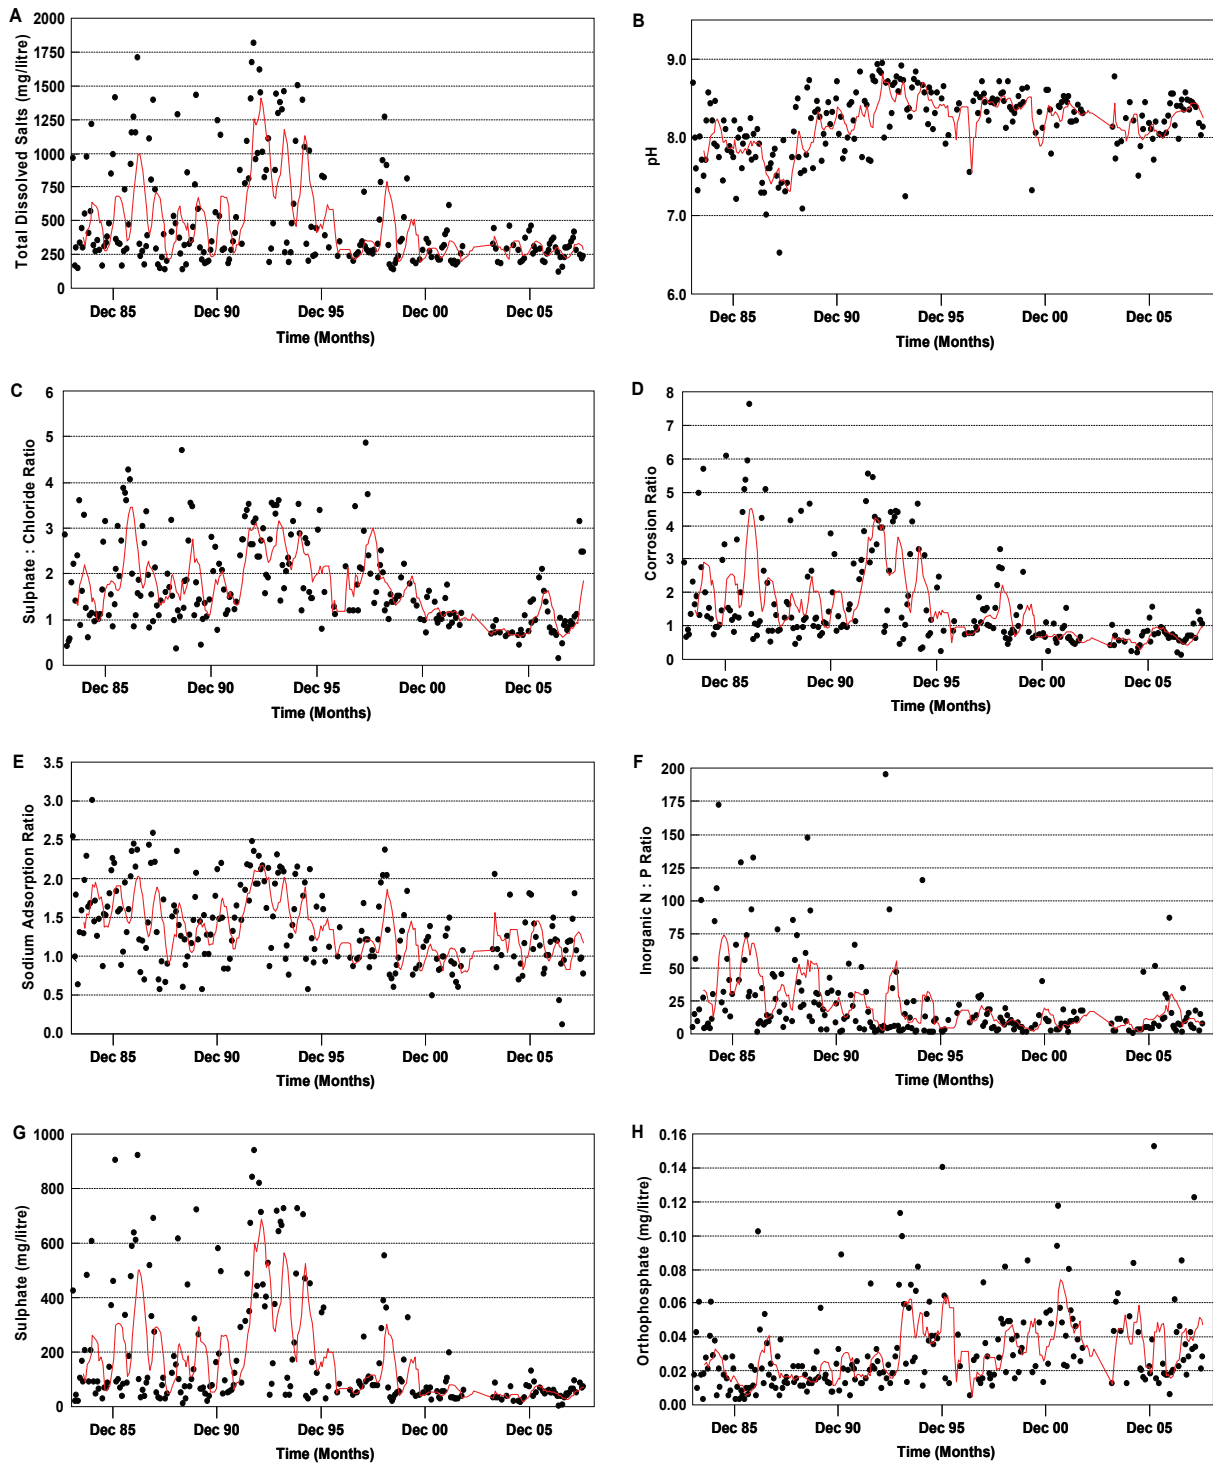 A
2000
1750
1500
1250
1000
750
500
250
0
Total Dissolved Salts (mg/litre)
Dec 85 Dec 90 Dec 95 Dec 00 Dec 05
Time (Months)
B
9.0
8.0
7.0
6.0
pH
Dec 85 Dec 90 Dec 95 Dec 00 Dec 05
Time (Months)
C
6
5
4
3
2
1
0
Sulphate : Chloride Ratio
Dec 85 Dec 90 Dec 95 Dec 00 Dec 05
Time (Months)
D
8
7
6
5
4
3
2
1
0
Corrosion Ratio
Dec 85 Dec 90 Dec 95 Dec 00 Dec 05
Time (Months)
E
3.5
3.0
2.5
2.0
1.5
1.0
0.5
0.0
Sodium Adsorption Ratio
Dec 85 Dec 90 Dec 95 Dec 00 Dec 05
Time (Months)
F
200
175
150
125
100
75
50
25
0
Inorganic N : P Ratio
Dec 85 Dec 90 Dec 95 Dec 00 Dec 05
Time (Months)
G
1000
800
600
400
200
0
Sulphate (mg/litre)
Dec 85 Dec 90 Dec 95 Dec 00 Dec 05
Time (Months)
H
0.16
0.14
0.12
0.10
0.08
0.06
0.04
0.02
0.00
Orthophosphate (mg/litre)
Dec 85 Dec 90 Dec 95 Dec 00 Dec 05
Time (Months)